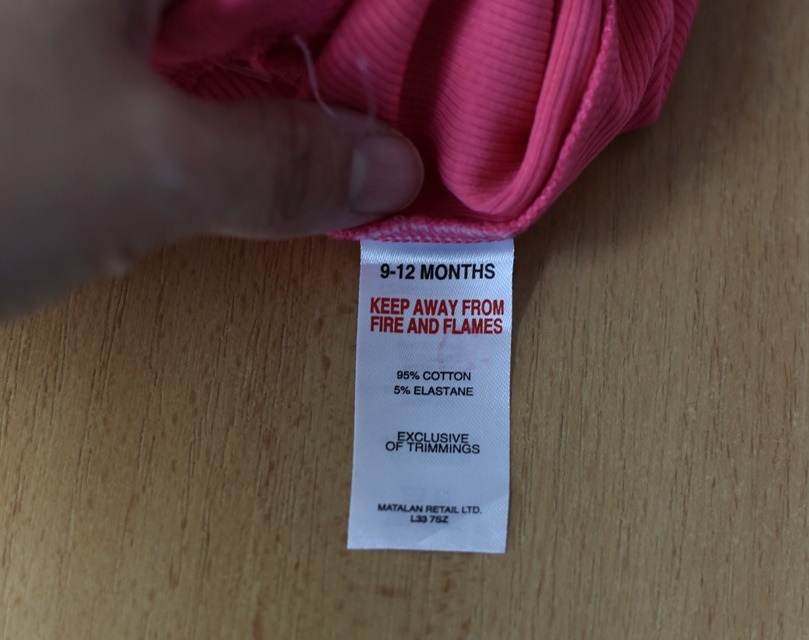 9-12 MONTHS
KEEP AWAY FROM
FIRE AND FLAMES
95% COTTON
5% ELASTANE
EXCLUSIVE
OF TRIMMINGS
MATALAN RETAIL LTD.
L33 7SZ